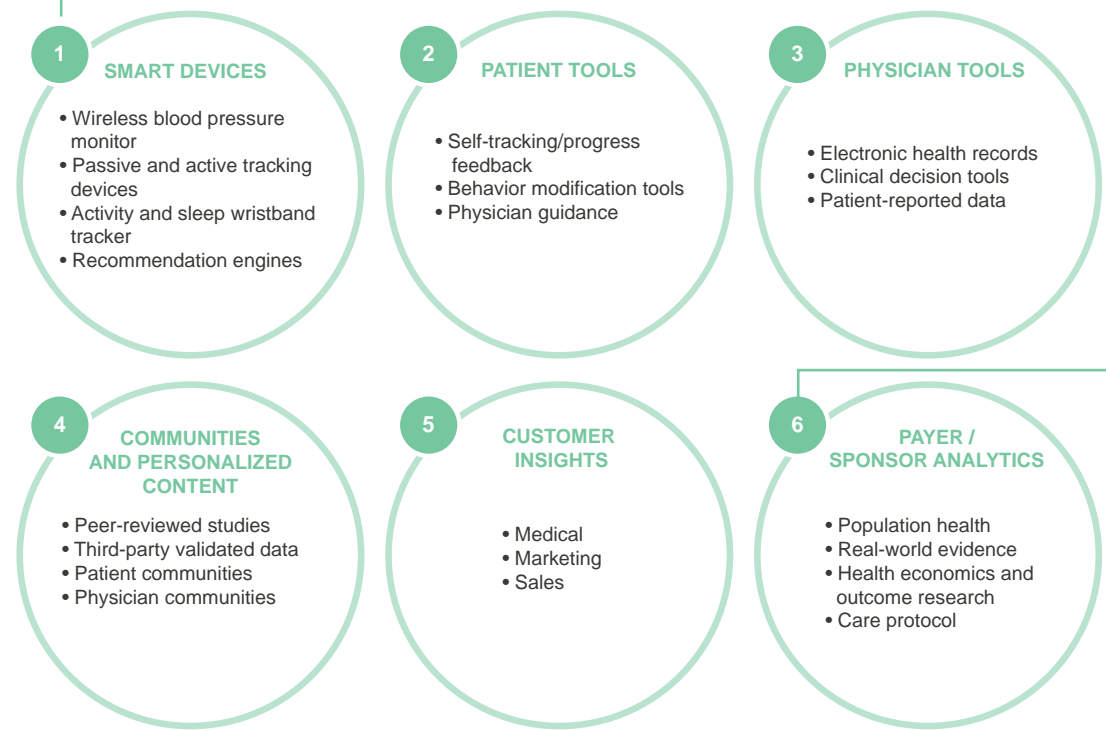 1
SMART DEVICES
• Wireless blood pressure
monitor
• Passive and active tracking
devices
• Activity and sleep wristband
tracker
• Recommendation engines
2
PATIENT TOOLS
• Self-tracking/progress
feedback
• Behavior modification tools
• Physician guidance
3
PHYSICIAN TOOLS
• Electronic health records
• Clinical decision tools
• Patient-reported data
4
COMMUNITIES
AND PERSONALIZED
CONTENT
• Peer-reviewed studies
• Third-party validated data
• Patient communities
• Physician communities
5
CUSTOMER
INSIGHTS
• Medical
• Marketing
• Sales
6
PAYER /
SPONSOR ANALYTICS
• Population health
• Real-world evidence
• Health economics and
outcome research
• Care protocol